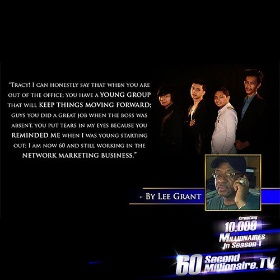 "Tracy! I can honestly say that when you are
out of the office; you have a young group
that will keep things moving forward;
guys you did a great job when the boss was
absent. you put tears in my eyes because you
reminded me when I was young starting
out; I am now 60 and still working in the
network marketing business."
- By Lee Grant
Creating
10,000
Millionaires
In Season 1
60 Second
Millionaire.TV